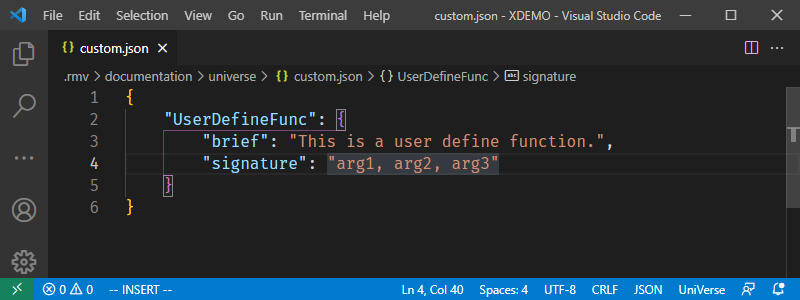 File Edit Selection View Go Run Terminal Help custom.json - XDEMO - Visual Studio Code
{} custom.json
.rmv > documentation > universe > {} custom.json > {} UserDefineFunc > abc signature
1 {
2 "UserDefineFunc": {
3 "brief": "This is a user define function.",
4 "signature": "arg1, arg2, arg3"
5 }
6 }
0 0 -- INSERT -- Ln 4, Col 40 Spaces: 4 UTF-8 CRLF JSON UniVerse